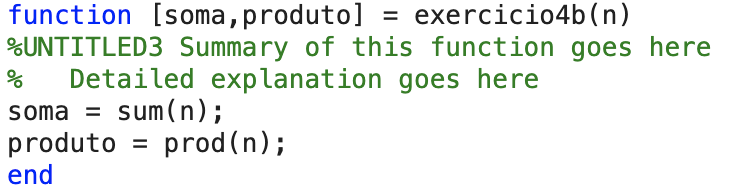 function [soma,produto] = exercicio4b(n)
%UNTITLED3 Summary of this function goes here
%   Detailed explanation goes here
soma = sum(n);
produto = prod(n);
end